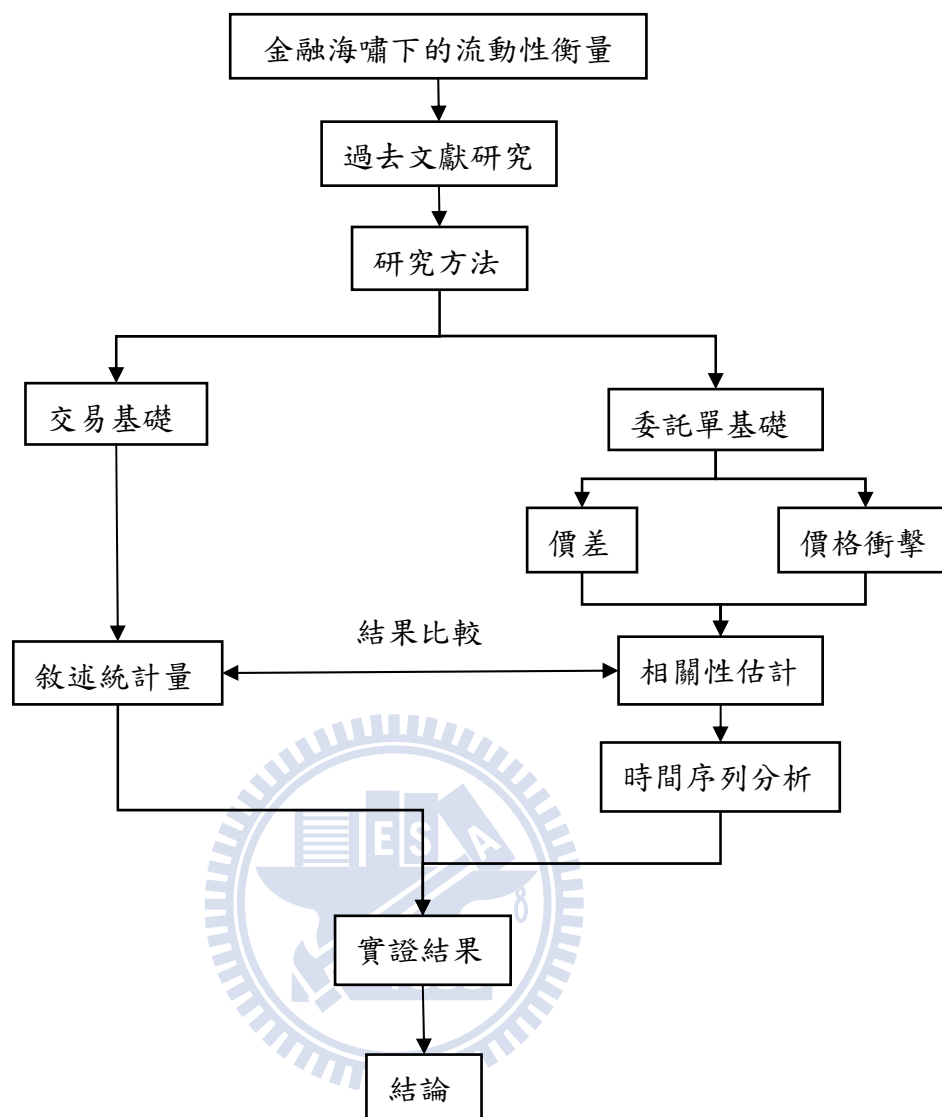 金融海嘯下的流動性衡量
過去文獻研究
研究方法
交易基礎
委託單基礎
價差
價格衝擊
結果比較
敘述統計量
相關性估計
時間序列分析
E S A
實證結果
結論